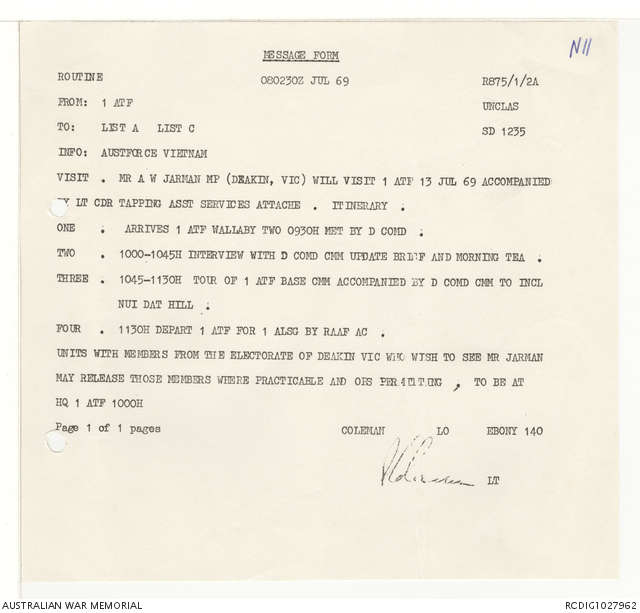 MESSAGE FORM
N11
ROUTINE 080230Z JUL 69 R875/1/2A
FROM: 1 ATF UNCLAS
TO: LIST A LIST C SD 1235
INFO: AUSTFORCE VIETNAM
VISIT . MR A W JARMAN MP (DEAKIN, VIC) WILL VISIT 1 ATF 13 JUL 69 ACCOMPANIED
BY LT CDR TAPPING ASST SERVICES ATTACHE . ITINERARY .
ONE . ARRIVES 1 ATF WALLABY TWO 0930H MET BY D COMD .
TWO . 1000-1045H INTERVIEW WITH D COMD CMM UPDATE BRIEF AND MORNING TEA .
THREE . 1045-1130H TOUR OF 1 ATF BASE CMM ACCOMPANIED BY D COMD CMM TO INCL
NUI DAT HILL .
FOUR . 1130H DEPART 1 ATF FOR 1 ALSG BY RAAF AC .
UNITS WITH MEMBERS FROM THE ELECTORATE OF DEAKIN VIC WHO WISH TO SEE MR JARMAN
MAY RELEASE THOSE MEMBERS WHERE PRACTICABLE AND OPS , TO BE AT
HQ 1 ATF 1000H
Page 1 of 1 pages COLEMAN LO EBONY 140
LT
AUSTRALIAN WAR MEMORIAL RCDIG1027962